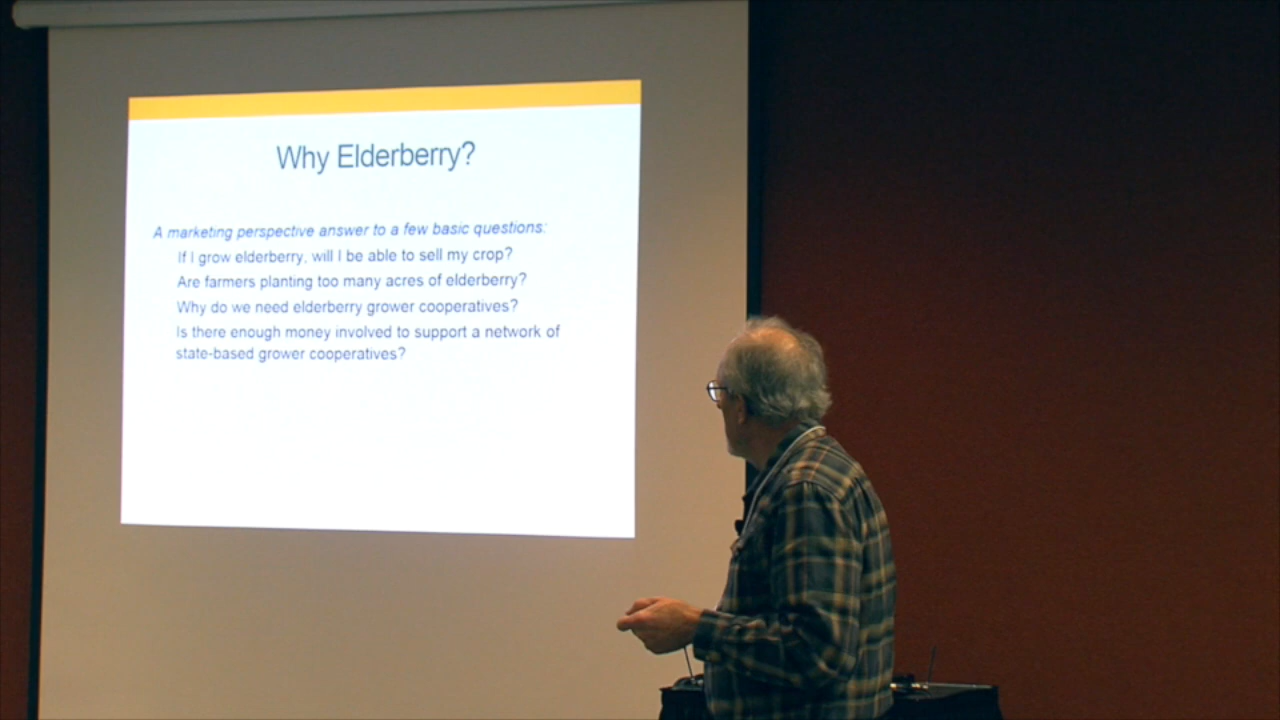 Why Elderberry?
A marketing perspective answer to a few basic questions:
If I grow elderberry, will I be able to sell my crop?
Are farmers planting too many acres of elderberry?
Why do we need elderberry grower cooperatives?
Is there enough money involved to support a network of
state-based grower cooperatives?